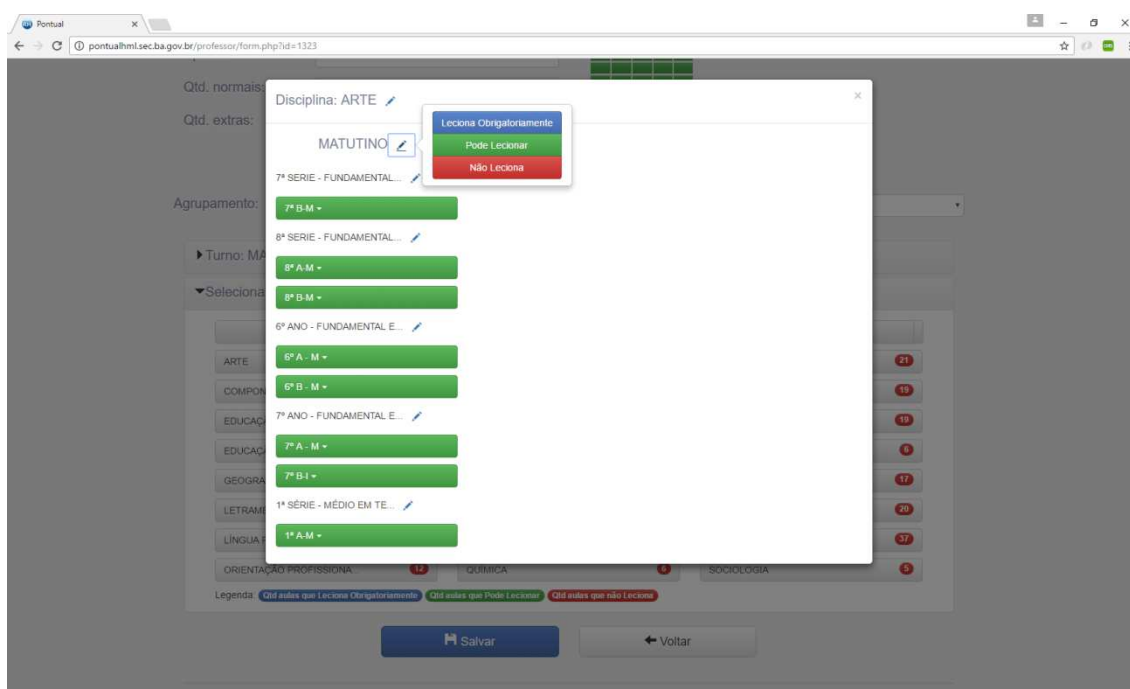 Pontual
pontualhml.sec.ba.gov.br/professor/form.php?id=1323
Qtd. normais:
Qtd. extras:
Disciplina: ARTE
×
MATUTINO
Leciona Obrigatoriamente
Pode Lecionar
Não Leciona
7ª SERIE - FUNDAMENTAL...
Agrupamento:
7ª B-M
8ª SERIE - FUNDAMENTAL...
Turno: MA
8ª A-M
Seleciona
8ª B-M
6º ANO - FUNDAMENTAL E...
ARTE
6º A - M
21
COMPON
6º B - M
19
7º ANO - FUNDAMENTAL E...
EDUCAÇ
19
EDUCAÇ
7º A - M
6
GEOGRA
7º B-I
17
LETRAM
1ª SÉRIE - MÉDIO EM TE...
20
LÍNGUA P
1ª A-M
37
ORIENTAÇÃO PROFISSIONA... 12 QUÍMICA 6 SOCIOLOGIA 5
Legenda: Qtd aulas que Leciona Obrigatoriamente Qtd aulas que Pode Lecionar Qtd aulas que não Leciona
Salvar Voltar